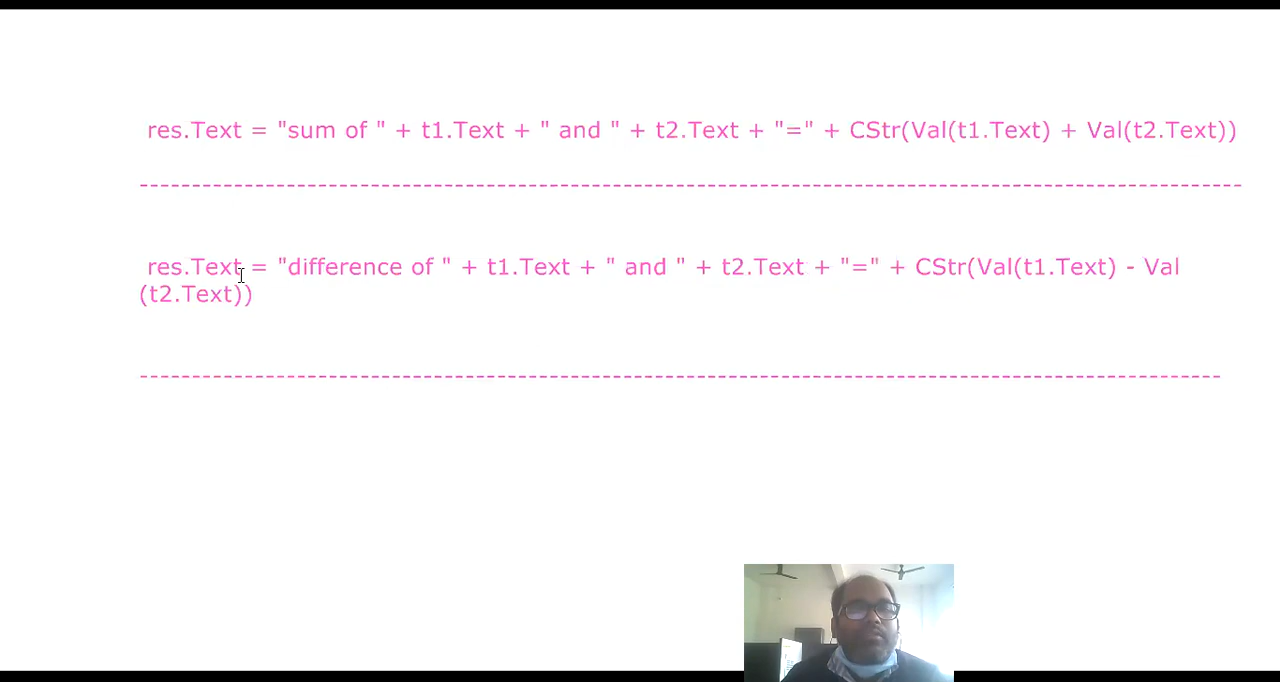 res.Text = "sum of " + t1.Text + " and " + t2.Text + "=" + CStr(Val(t1.Text) + Val(t2.Text))
---------------------------------------------------------------------------------------------------------
res.Text = "difference of " + t1.Text + " and " + t2.Text + "=" + CStr(Val(t1.Text) - Val
(t2.Text))
-------------------------------------------------------------------------------------------------------